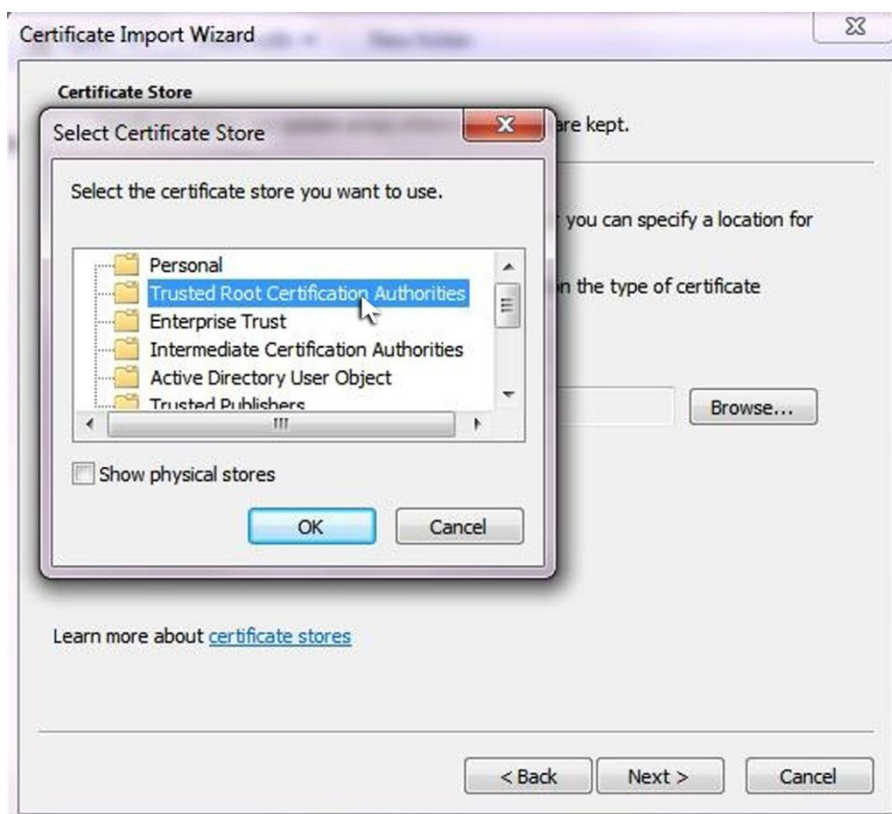 Certificate Import Wizard
Certificate Store
are kept.
Select Certificate Store
Select the certificate store you want to use.
you can specify a location for
Personal
Trusted Root Certification Authorities
n the type of certificate
Enterprise Trust
Intermediate Certification Authorities
Active Directory User Object
Trusted Publishers
Browse...
Show physical stores
OK Cancel
Learn more about certificate stores
< Back Next > Cancel